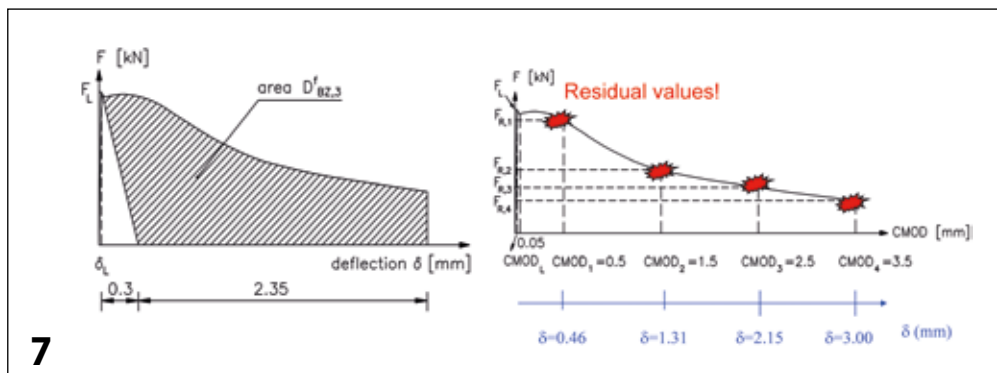 F [kN]
F_L
area D^f_BZ,3
δ_L
deflection δ [mm]
0.3
2.35
7
F [kN]
Residual values!
F_L
F_R,1
F_R,2
F_R,3
F_R,4
CMOD [mm]
0.05
CMOD_L CMOD_1=0.5 CMOD_2=1.5 CMOD_3=2.5 CMOD_4=3.5
δ=0.46 δ=1.31 δ=2.15 δ=3.00
δ (mm)